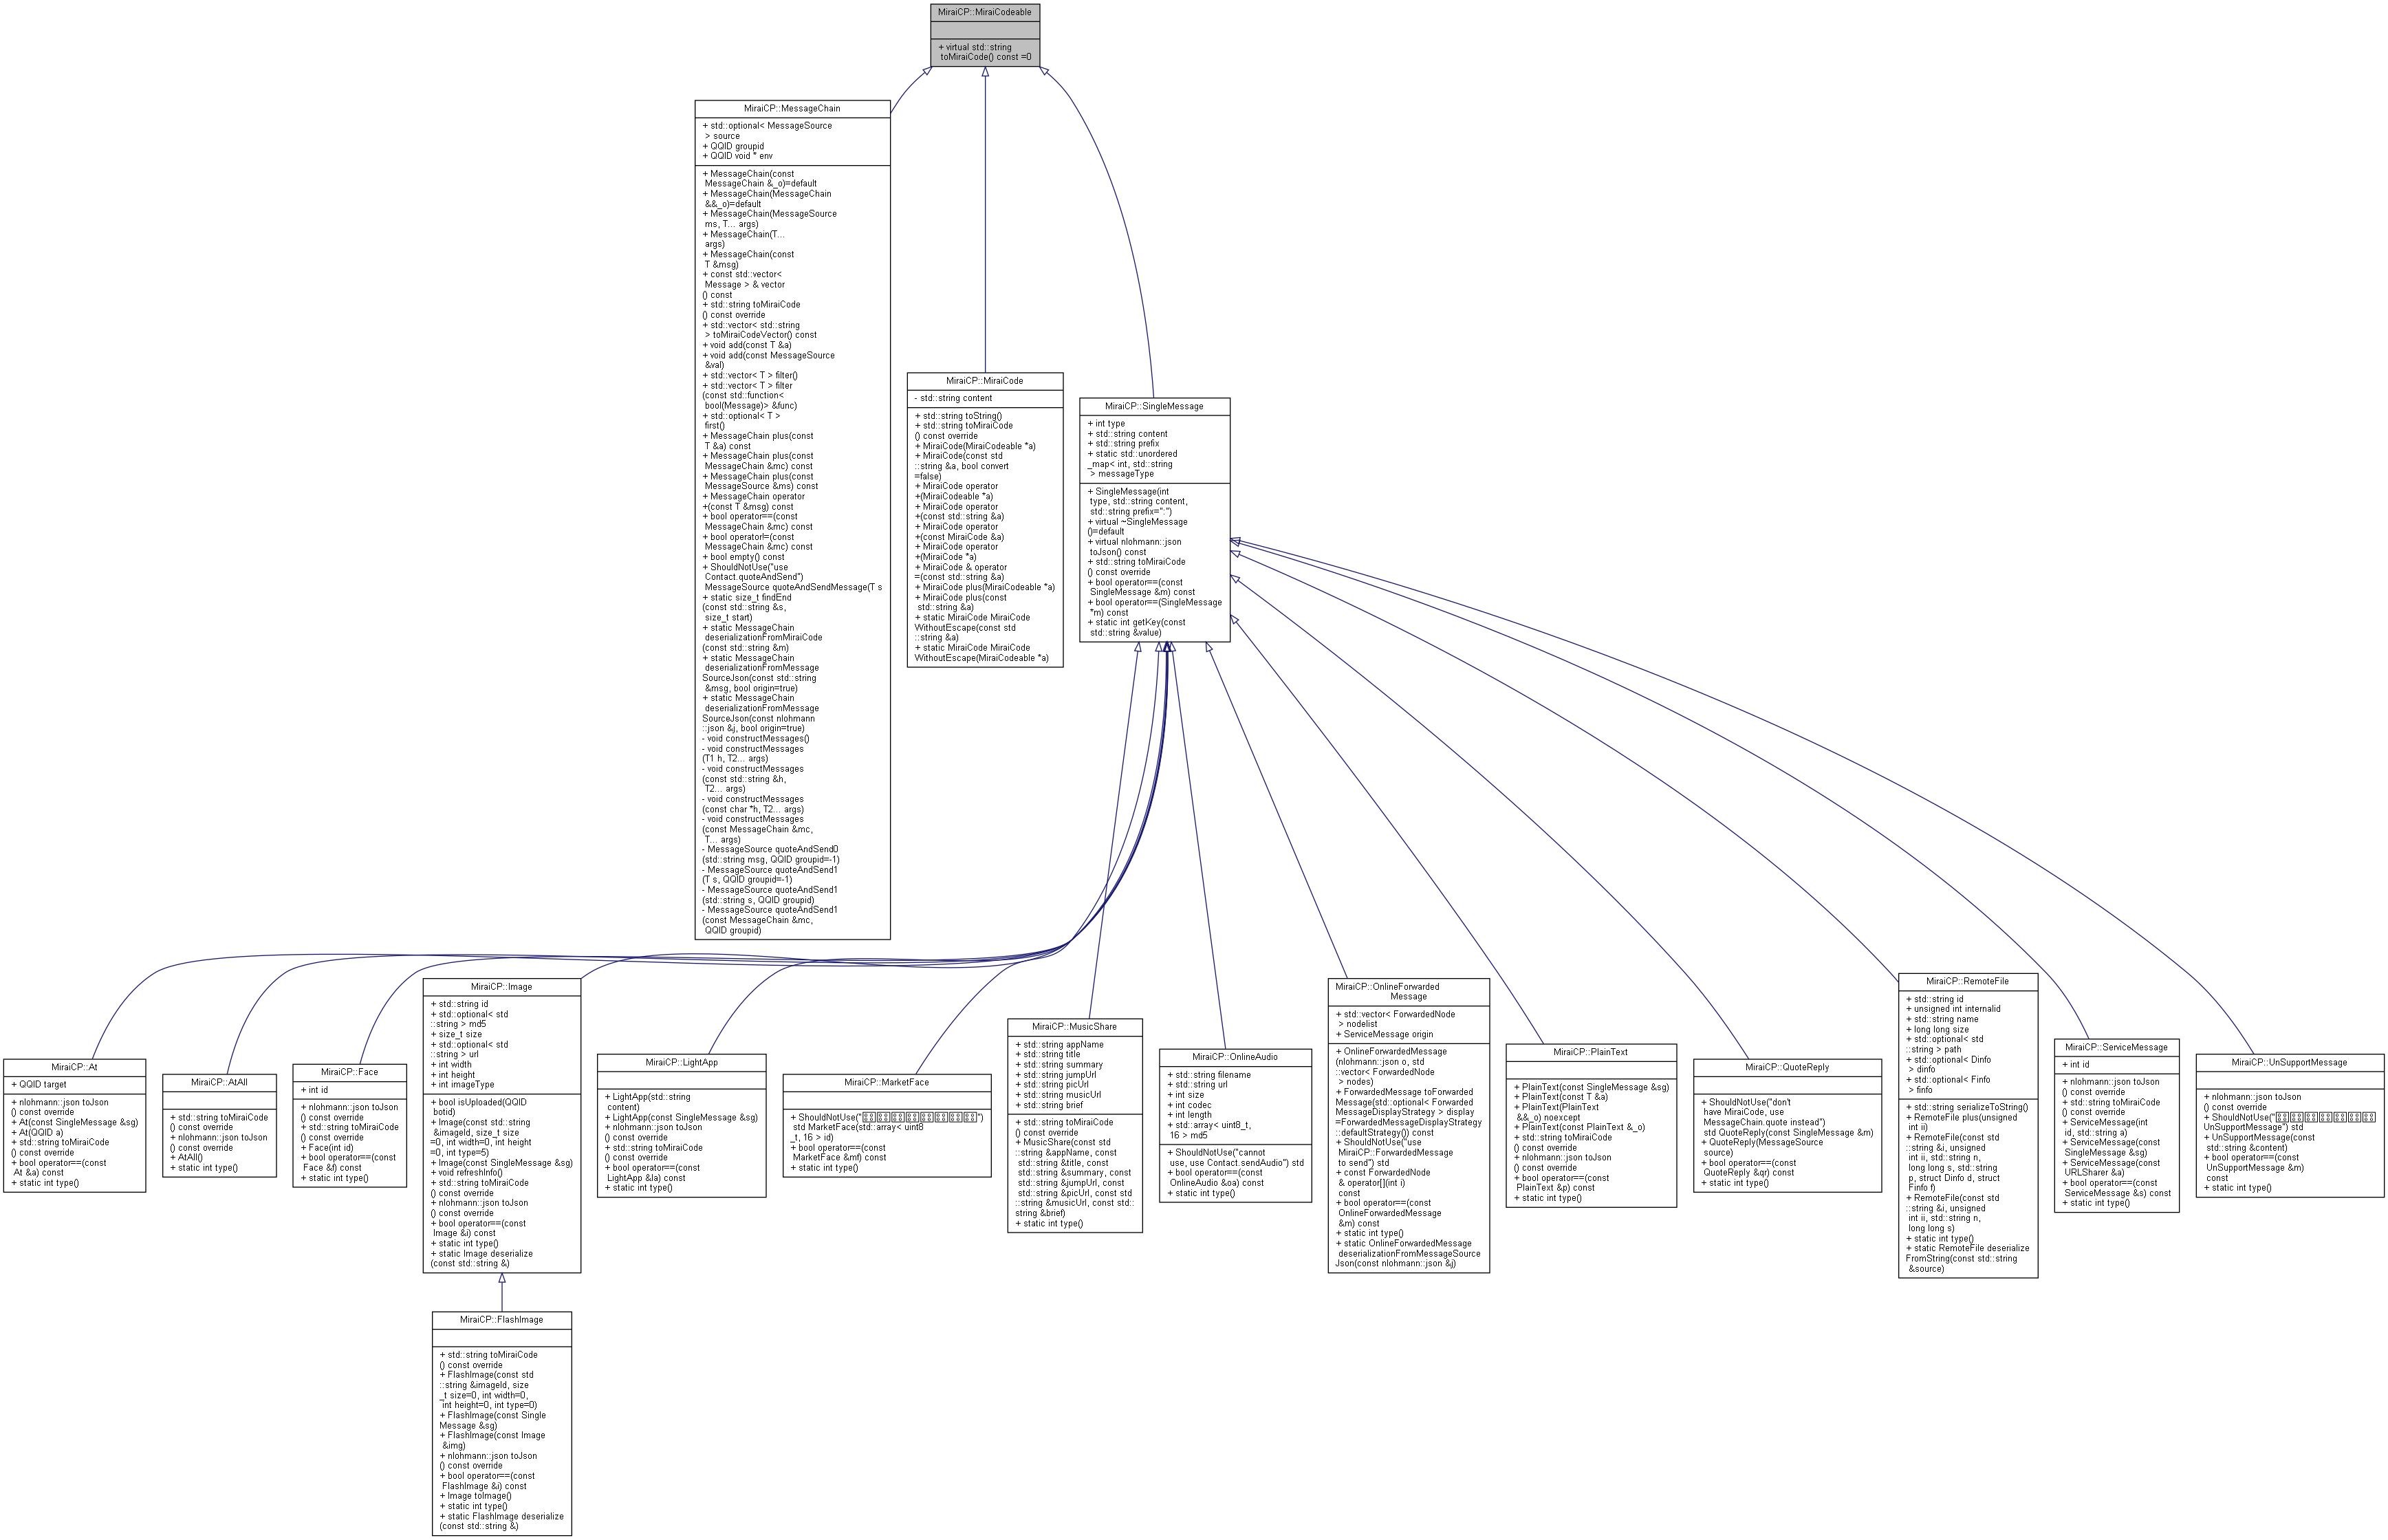 MiraiCP::MiraiCodeable
+ virtual std::string
toMiraiCode() const =0
MiraiCP::MessageChain
+ std::optional< MessageSource
> source
+ QQID groupid
+ QQID void * env
+ MessageChain(const
MessageChain &_o)=default
+ MessageChain(MessageChain
&&_o)=default
+ MessageChain(MessageSource
ms, T... args)
+ MessageChain(T...
args)
+ MessageChain(const
T &msg)
+ const std::vector<
Message > & vector
() const
+ std::string toMiraiCode
() const override
+ std::vector< std::string
> toMiraiCodeVector() const
+ void add(const T &a)
+ void add(const MessageSource
&val)
+ std::vector< T > filter()
+ std::vector< T > filter
(const std::function<
bool(Message)> &func)
+ std::optional< T >
first()
+ MessageChain plus(const
T &a) const
+ MessageChain plus(const
MessageChain &mc) const
+ MessageChain plus(const
MessageSource &ms) const
+ MessageChain operator
+(const T &msg) const
+ bool operator==(const
MessageChain &mc) const
+ bool operator!=(const
MessageChain &mc) const
+ bool empty() const
+ ShouldNotUse("use
Contact.quoteAndSend")
MessageSource quoteAndSendMessage(T s
+ static size_t findEnd
(const std::string &s,
size_t start)
+ static MessageChain
deserializationFromMiraiCode
(const std::string &m)
+ static MessageChain
deserializationFromMessage
SourceJson(const std::string
&msg, bool origin=true)
+ static MessageChain
deserializationFromMessage
SourceJson(const nlohmann
::json &j, bool origin=true)
- void constructMessages()
- void constructMessages
(T1 h, T2... args)
- void constructMessages
(const std::string &h,
T2... args)
- void constructMessages
(const char *h, T2... args)
- void constructMessages
(const MessageChain &mc,
T... args)
- MessageSource quoteAndSend0
(std::string msg, QQID groupid=-1)
- MessageSource quoteAndSend1
(T s, QQID groupid=-1)
- MessageSource quoteAndSend1
(std::string s, QQID groupid)
- MessageSource quoteAndSend1
(const MessageChain &mc,
QQID groupid)
MiraiCP::MiraiCode
- std::string content
+ std::string toString()
+ std::string toMiraiCode
() const override
+ MiraiCode(MiraiCodeable *a)
+ MiraiCode(const std
::string &a, bool convert
=false)
+ MiraiCode operator
+(MiraiCodeable *a)
+ MiraiCode operator
+(const std::string &a)
+ MiraiCode operator
+(const MiraiCode &a)
+ MiraiCode operator
+(MiraiCode *a)
+ MiraiCode & operator
=(const std::string &a)
+ MiraiCode plus(MiraiCodeable *a)
+ MiraiCode plus(const
std::string &a)
+ static MiraiCode MiraiCode
WithoutEscape(const std
::string &a)
+ static MiraiCode MiraiCode
WithoutEscape(MiraiCodeable *a)
MiraiCP::SingleMessage
+ int type
+ std::string content
+ std::string prefix
+ static std::unordered
_map< int, std::string
> messageType
+ SingleMessage(int
type, std::string content,
std::string prefix=":")
+ virtual ~SingleMessage
()=default
+ virtual nlohmann::json
toJson() const
+ std::string toMiraiCode
() const override
+ bool operator==(const
SingleMessage &m) const
+ bool operator==(SingleMessage
*m) const
+ static int getKey(const
std::string &value)
MiraiCP::At
+ QQID target
+ nlohmann::json toJson
() const override
+ At(const SingleMessage &sg)
+ At(QQID a)
+ std::string toMiraiCode
() const override
+ bool operator==(const
At &a) const
+ static int type()
MiraiCP::AtAll
+ std::string toMiraiCode
() const override
+ nlohmann::json toJson
() const override
+ AtAll()
+ static int type()
MiraiCP::Face
+ int id
+ nlohmann::json toJson
() const override
+ std::string toMiraiCode
() const override
+ Face(int id)
+ bool operator==(const
Face &f) const
+ static int type()
MiraiCP::Image
+ std::string id
+ std::optional< std
::string > md5
+ size_t size
+ std::optional< std
::string > url
+ int width
+ int height
+ int imageType
+ bool isUploaded(QQID
botid)
+ Image(const std::string
&imageId, size_t size
=0, int width=0, int height
=0, int type=5)
+ Image(const SingleMessage &sg)
+ void refreshInfo()
+ std::string toMiraiCode
() const override
+ nlohmann::json toJson
() const override
+ bool operator==(const
Image &i) const
+ static int type()
+ static Image deserialize
(const std::string &)
MiraiCP::FlashImage
+ std::string toMiraiCode
() const override
+ FlashImage(const std
::string &imageId, size
_t size=0, int width=0,
int height=0, int type=0)
+ FlashImage(const Single
Message &sg)
+ FlashImage(const Image
&img)
+ nlohmann::json toJson
() const override
+ bool operator==(const
FlashImage &i) const
+ Image toImage()
+ static int type()
+ static FlashImage deserialize
(const std::string &)
MiraiCP::LightApp
+ LightApp(std::string
content)
+ LightApp(const SingleMessage &sg)
+ nlohmann::json toJson
() const override
+ std::string toMiraiCode
() const override
+ bool operator==(const
LightApp &la) const
+ static int type()
MiraiCP::MarketFace
+ ShouldNotUse("")
std MarketFace(std::array< uint8
_t, 16 > id)
+ bool operator==(const
MarketFace &mf) const
+ static int type()
MiraiCP::MusicShare
+ std::string appName
+ std::string title
+ std::string summary
+ std::string jumpUrl
+ std::string picUrl
+ std::string musicUrl
+ std::string brief
+ std::string toMiraiCode
() const override
+ MusicShare(const std
::string &appName, const
std::string &title, const
std::string &summary, const
std::string &jumpUrl, const
std::string &picUrl, const std
::string &musicUrl, const std::
string &brief)
+ static int type()
MiraiCP::OnlineAudio
+ std::string filename
+ std::string url
+ int size
+ int codec
+ int length
+ std::array< uint8_t,
16 > md5
+ ShouldNotUse("cannot
use, use Contact.sendAudio") std
+ bool operator==(const
OnlineAudio &oa) const
+ static int type()
MiraiCP::OnlineForwarded
Message
+ std::vector< ForwardedNode
> nodelist
+ ServiceMessage origin
+ OnlineForwardedMessage
(nlohmann::json o, std
::vector< ForwardedNode
> nodes)
+ ForwardedMessage toForwarded
Message(std::optional< Forwarded
MessageDisplayStrategy > display
=ForwardedMessageDisplayStrategy
::defaultStrategy()) const
+ ShouldNotUse("use
MiraiCP::ForwardedMessage
to send") std
+ const ForwardedNode
& operator[](int i)
const
+ bool operator==(const
OnlineForwardedMessage
&m) const
+ static int type()
+ static OnlineForwardedMessage
deserializationFromMessageSource
Json(const nlohmann::json &j)
MiraiCP::PlainText
+ PlainText(const SingleMessage &sg)
+ PlainText(const T &a)
+ PlainText(PlainText
&&_o) noexcept
+ PlainText(const PlainText &_o)
+ std::string toMiraiCode
() const override
+ nlohmann::json toJson
() const override
+ bool operator==(const
PlainText &p) const
+ static int type()
MiraiCP::QuoteReply
+ ShouldNotUse("don't
have MiraiCode, use
MessageChain.quote instead")
std QuoteReply(const SingleMessage &m)
+ QuoteReply(MessageSource
source)
+ bool operator==(const
QuoteReply &qr) const
+ static int type()
MiraiCP::RemoteFile
+ std::string id
+ unsigned int internalid
+ std::string name
+ long long size
+ std::optional< std
::string > path
+ std::optional< Dinfo
> dinfo
+ std::optional< Finfo
> finfo
+ std::string serializeToString()
+ RemoteFile plus(unsigned
int ii)
+ RemoteFile(const std
::string &i, unsigned
int ii, std::string n,
long long s, std::string
p, struct Dinfo d, struct
Finfo f)
+ RemoteFile(const std
::string &i, unsigned
int ii, std::string n,
long long s)
+ static int type()
+ static RemoteFile deserialize
FromString(const std::string
&source)
MiraiCP::ServiceMessage
+ int id
+ nlohmann::json toJson
() const override
+ std::string toMiraiCode
() const override
+ ServiceMessage(int
id, std::string a)
+ ServiceMessage(const
SingleMessage &sg)
+ ServiceMessage(const
URLSharer &a)
+ bool operator==(const
ServiceMessage &s) const
+ static int type()
MiraiCP::UnSupportMessage
+ nlohmann::json toJson
() const override
+ ShouldNotUse("
UnSupportMessage") std
+ UnSupportMessage(const
std::string &content)
+ bool operator==(const
UnSupportMessage &m)
const
+ static int type()